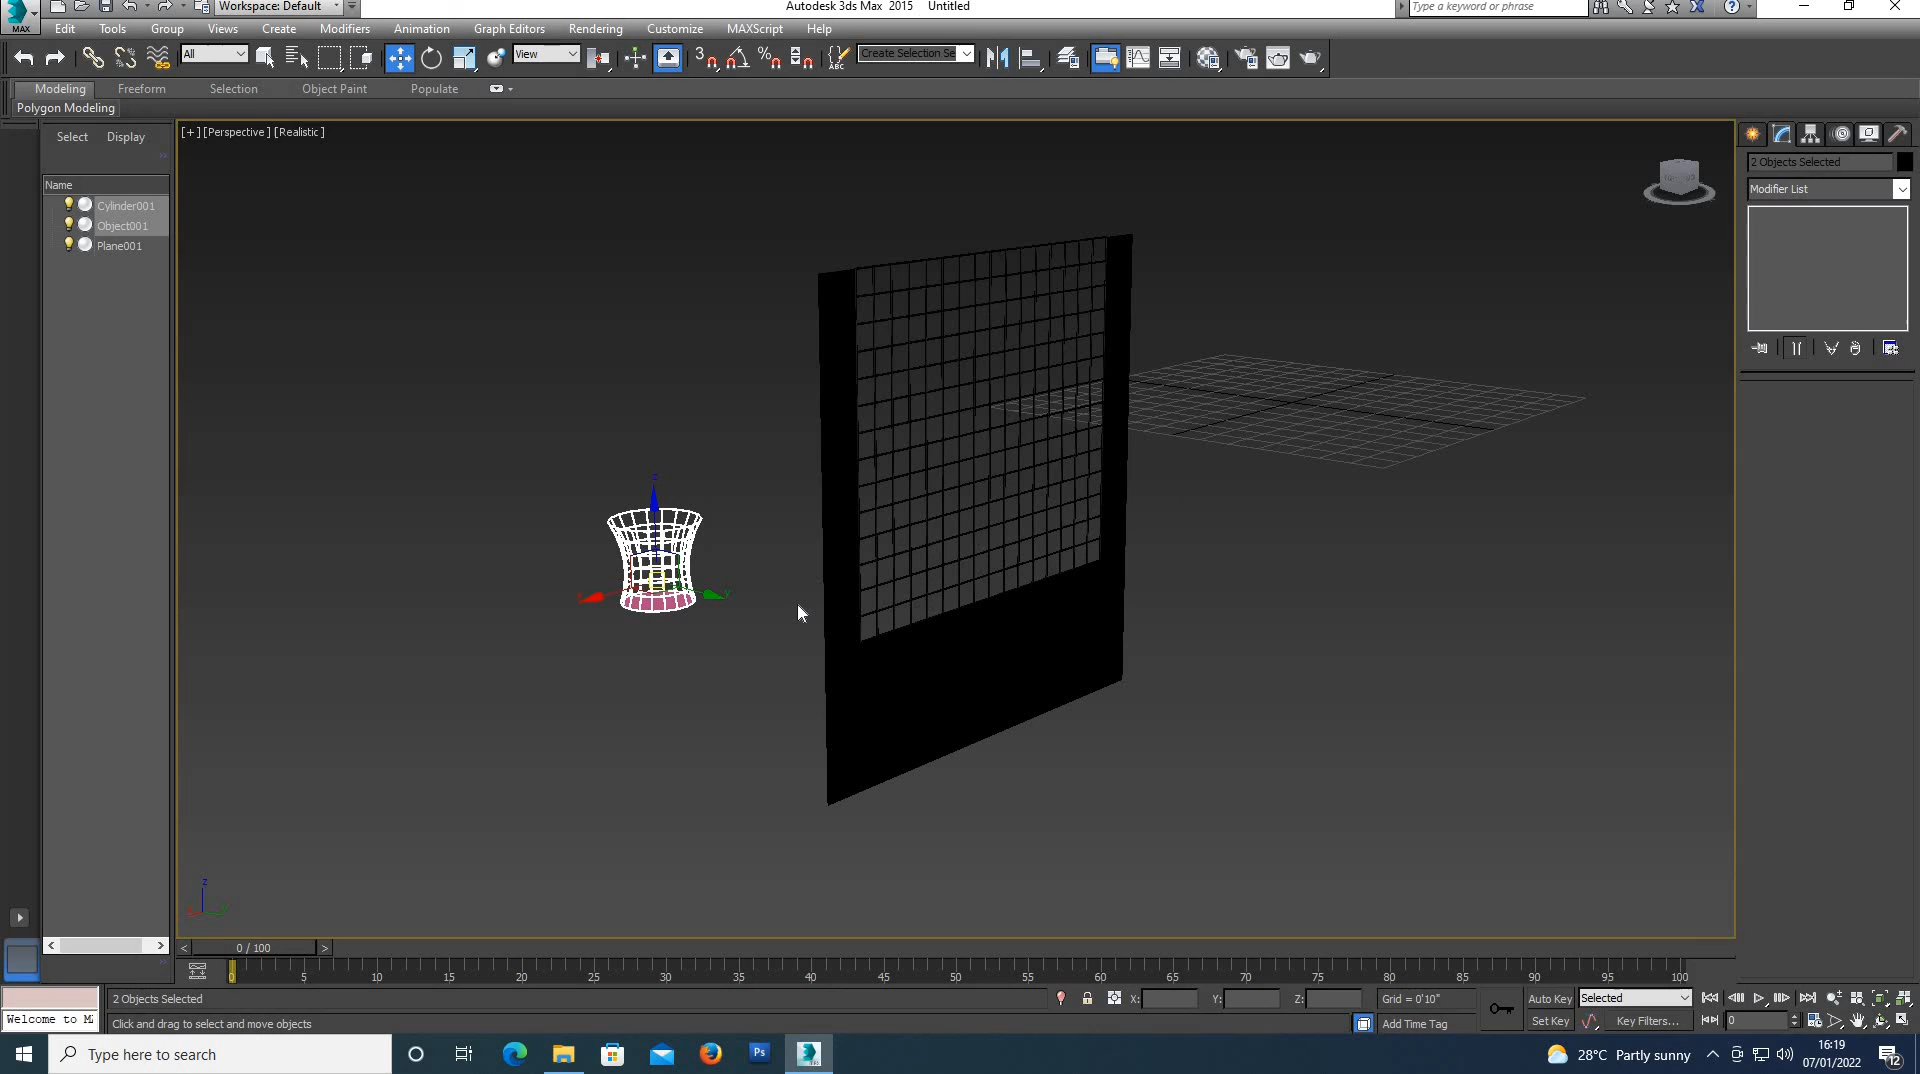 Workspace: Default
Autodesk 3ds Max 2015 Untitled
Type a keyword or phrase
MAX
Edit Tools Group Views Create Modifiers Animation Graph Editors Rendering Customize MAXScript Help
All
View
3
%
ABC
Create Selection Se
Modeling Freeform Selection Object Paint Populate
Polygon Modeling
Select Display
Name
Cylinder001
Object001
Plane001
[+] [Perspective] [Realistic]
2 Objects Selected
Modifier List
z
x
y
z
0 / 100
0 5 10 15 20 25 30 35 40 45 50 55 60 65 70 75 80 85 90 95 100
2 Objects Selected
X: Y: Z: Grid = 0'10"
Auto Key Selected
Welcome to M
Click and drag to select and move objects
Add Time Tag
Set Key Key Filters...
0
Type here to search
Ps
28°C Partly sunny
16:19
07/01/2022
12